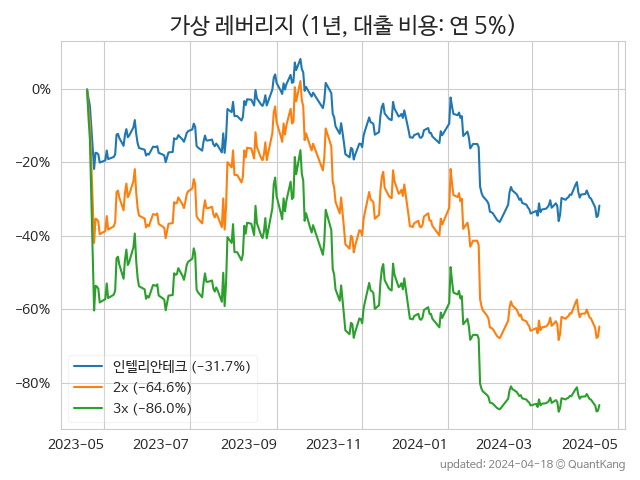 가상 레버리지 (1년, 대출 비용: 연 5%)
0%
−20%
−40%
−60%
−80%
인텔리안테크 (−31.7%)
2x (−64.6%)
3x (−86.0%)
2023-05 2023-07 2023-09 2023-11 2024-01 2024-03 2024-05
updated: 2024-04-18 © QuantKang